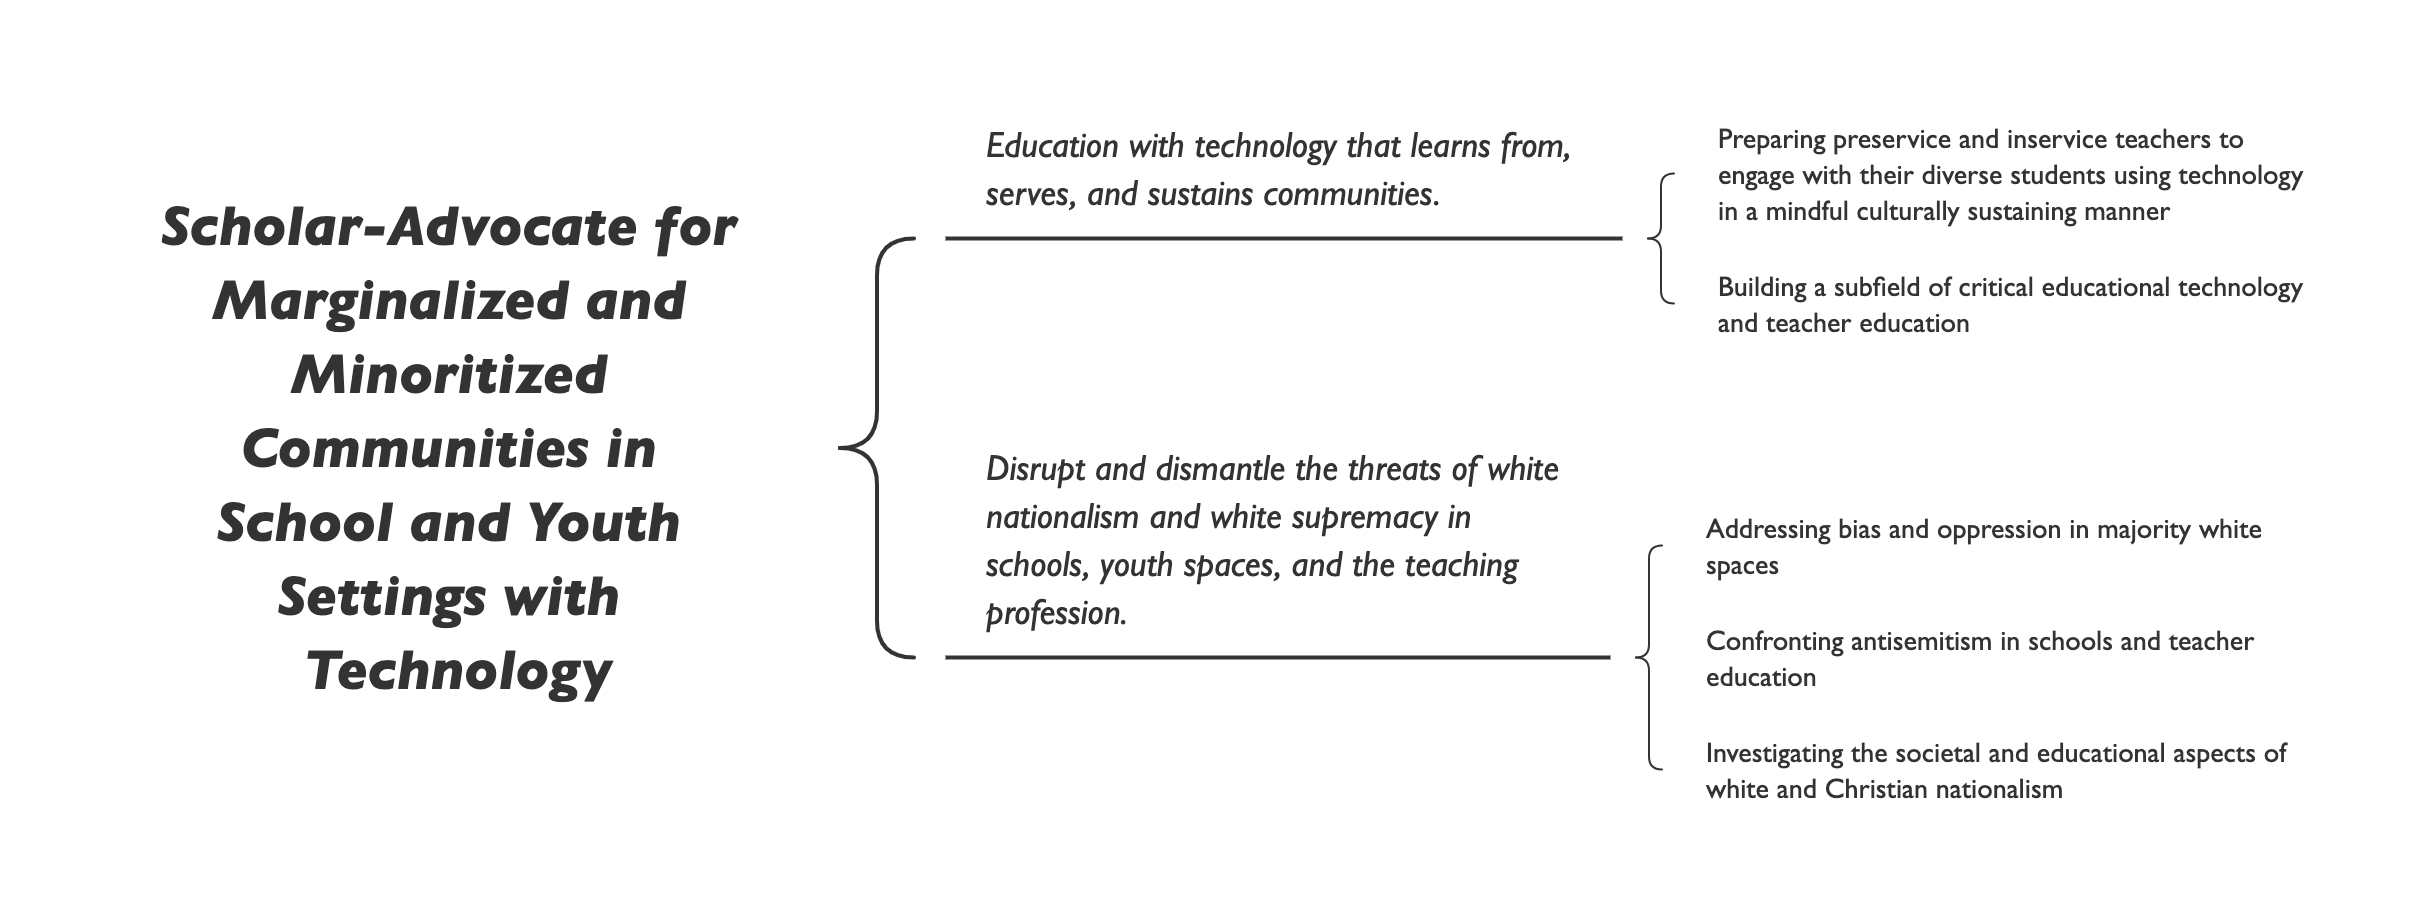 Scholar-Advocate for
Marginalized and
Minoritized
Communities in
School and Youth
Settings with
Technology
Education with technology that learns from,
serves, and sustains communities.
Preparing preservice and inservice teachers to
engage with their diverse students using technology
in a mindful culturally sustaining manner
Building a subfield of critical educational technology
and teacher education
Disrupt and dismantle the threats of white
nationalism and white supremacy in
schools, youth spaces, and the teaching
profession.
Addressing bias and oppression in majority white
spaces
Confronting antisemitism in schools and teacher
education
Investigating the societal and educational aspects of
white and Christian nationalism